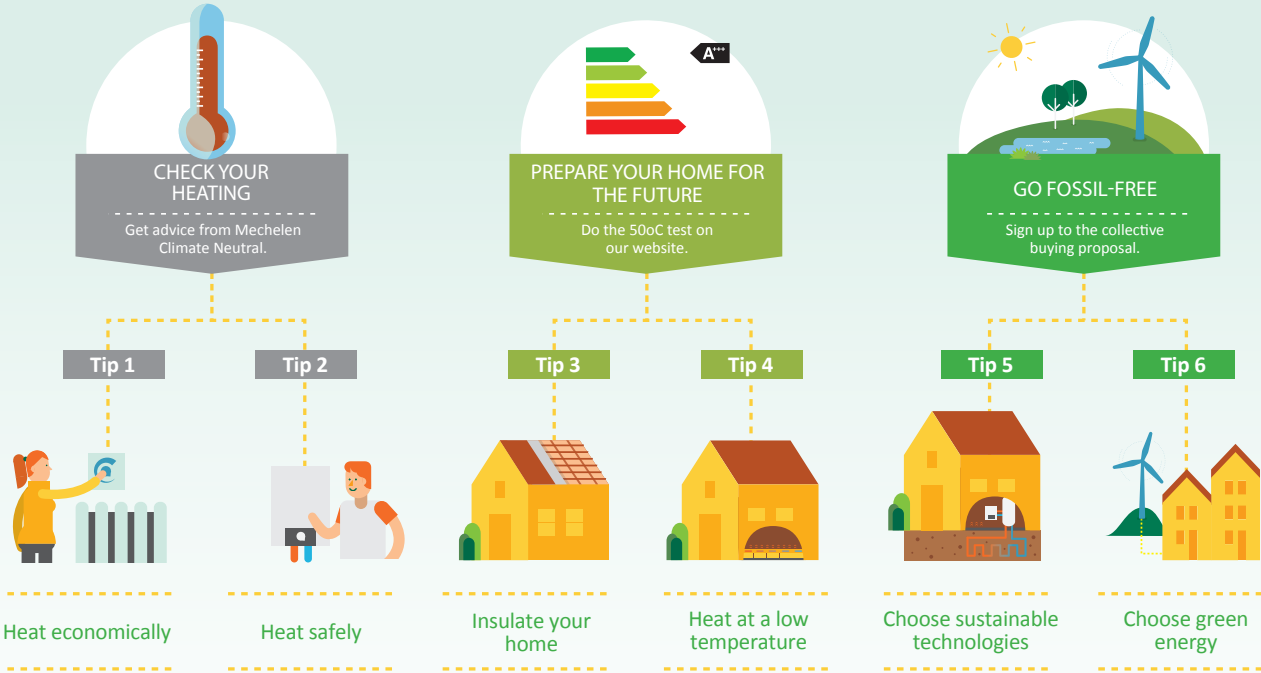 A+++
CHECK YOUR
HEATING
Get advice from Mechelen
Climate Neutral.
PREPARE YOUR HOME FOR
THE FUTURE
Do the 50oC test on
our website.
GO FOSSIL-FREE
Sign up to the collective
buying proposal.
Tip 1
Tip 2
Tip 3
Tip 4
Tip 5
Tip 6
Heat economically
Heat safely
Insulate your
home
Heat at a low
temperature
Choose sustainable
technologies
Choose green
energy